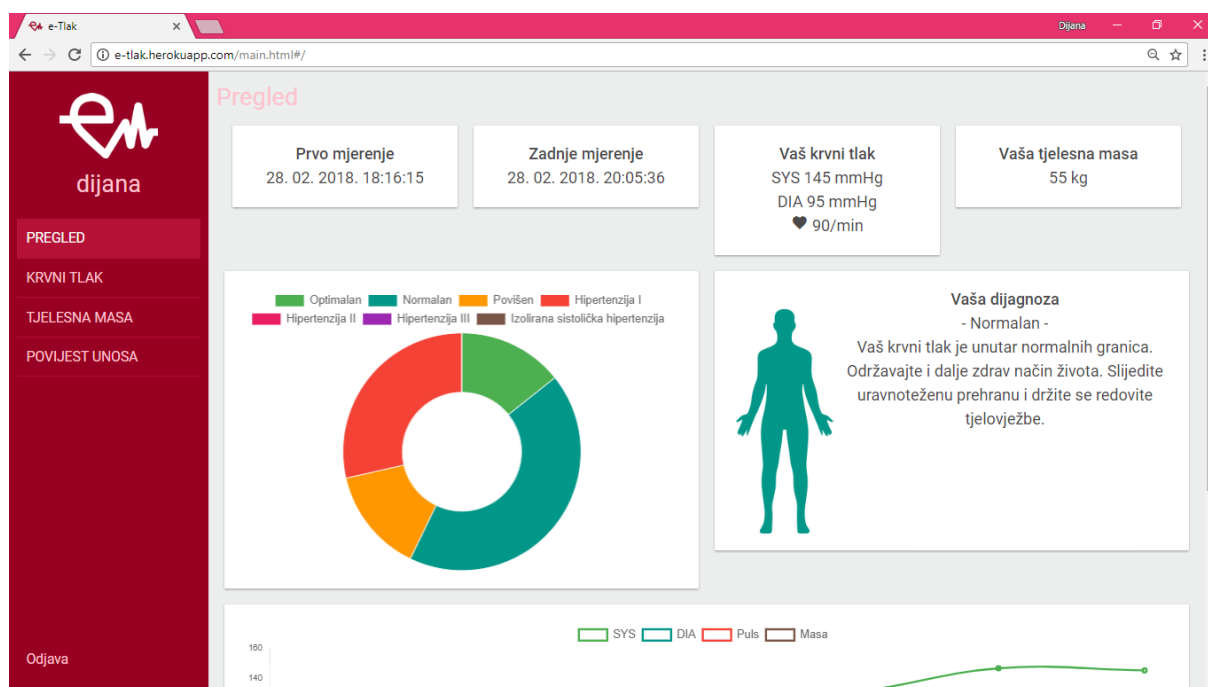 e-Tlak
Dijana
e-tlak.herokuapp.com/main.html#/
dijana
PREGLED
KRVNI TLAK
TJELESNA MASA
POVIJEST UNOSA
Odjava
Pregled
Prvo mjerenje
28. 02. 2018. 18:16:15
Zadnje mjerenje
28. 02. 2018. 20:05:36
Vaš krvni tlak
SYS 145 mmHg
DIA 95 mmHg
90/min
Vaša tjelesna masa
55 kg
Optimalan Normalan Povišen Hipertenzija I
Hipertenzija II Hipertenzija III Izolirana sistolička hipertenzija
Vaša dijagnoza
- Normalan -
Vaš krvni tlak je unutar normalnih granica.
Održavajte i dalje zdrav način života. Slijedite
uravnoteženu prehranu i držite se redovite
tjelovježbe.
SYS DIA Puls Masa
160
140